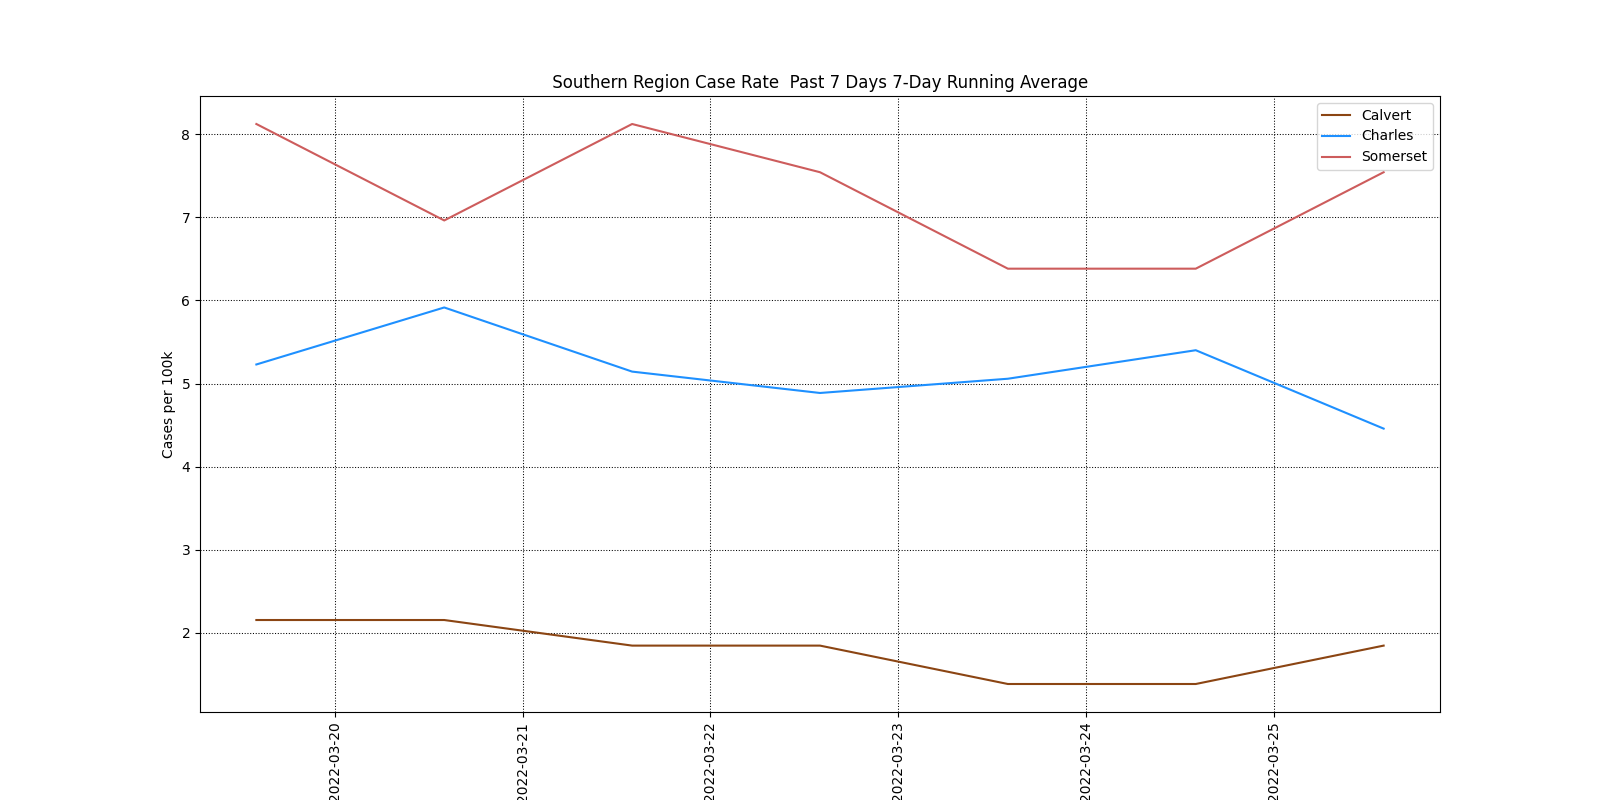 Southern Region Case Rate  Past 7 Days 7-Day Running Average
Calvert
Charles
Somerset
8
7
6
5
4
3
2
Cases per 100k
2022-03-20
2022-03-21
2022-03-22
2022-03-23
2022-03-24
2022-03-25